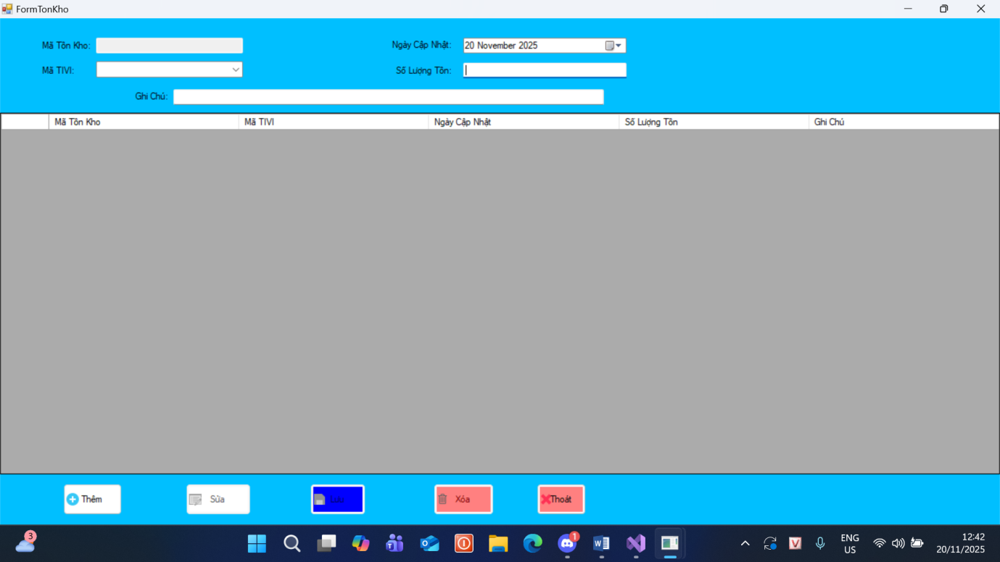 FormTonKho
Mã Tồn Kho:
Ngày Cập Nhật: 20 November 2025
Mã TIVI:
Số Lượng Tồn:
Ghi Chú:
Mã Tồn Kho Mã TIVI Ngày Cập Nhật Số Lượng Tồn Ghi Chú
Thêm Sửa Lưu Xóa Thoát
3
1
V
ENG
US
12:42
20/11/2025